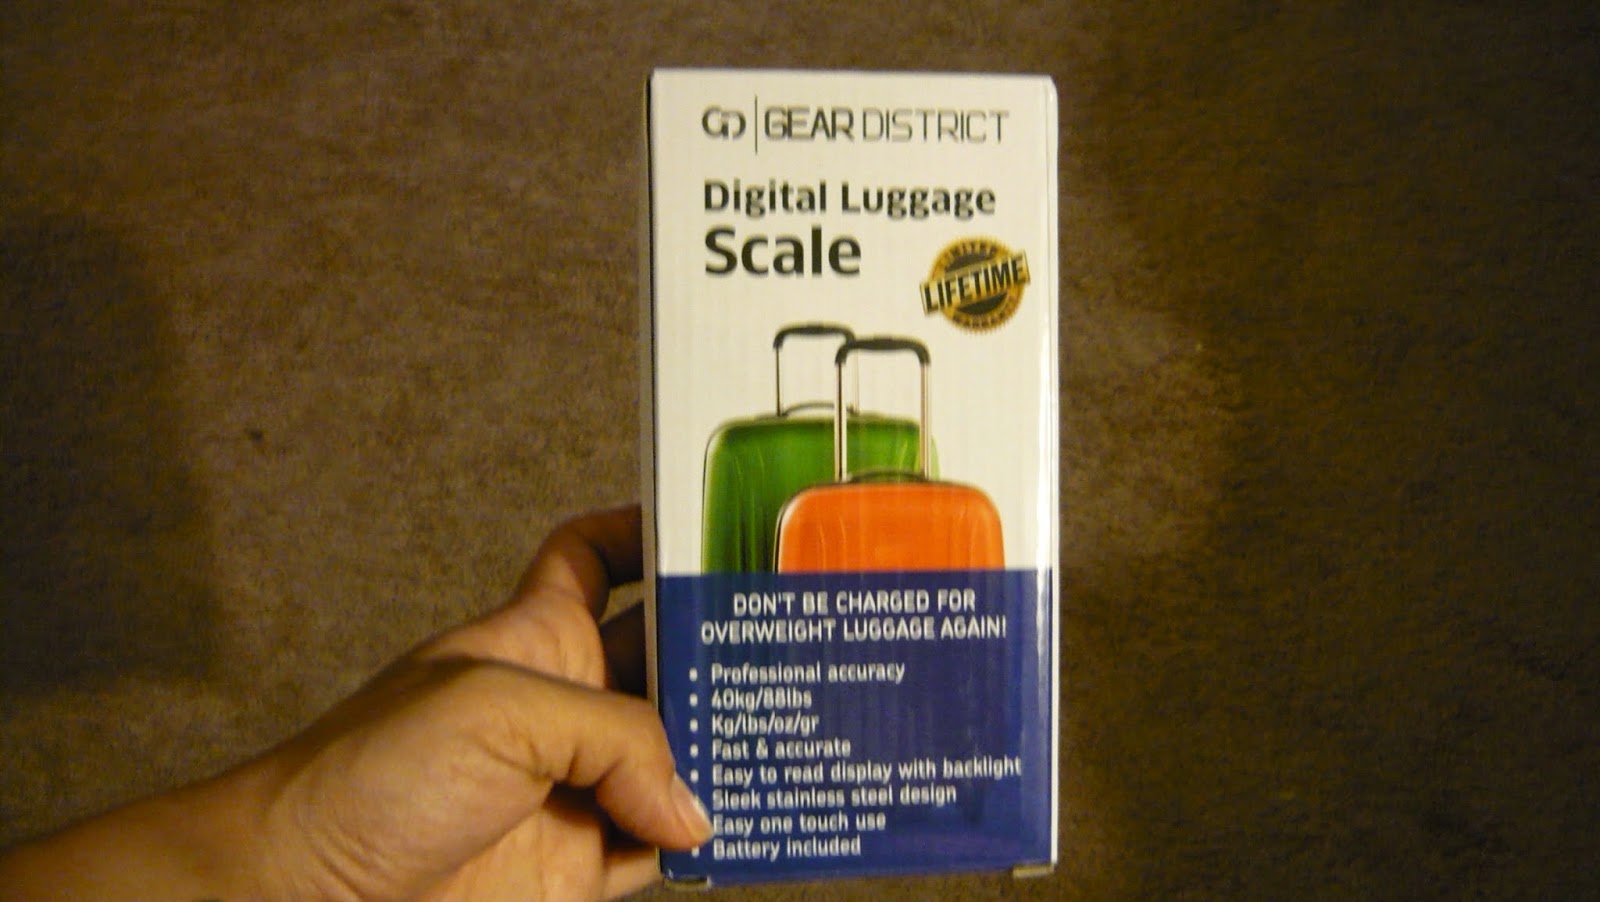 GD | GEAR DISTRICT
Digital Luggage
Scale
LIMITED
LIFETIME
WARRANTY
DON'T BE CHARGED FOR
OVERWEIGHT LUGGAGE AGAIN!
• Professional accuracy
• 40kg/88lbs
• Kg/lbs/oz/gr
• Fast & accurate
• Easy to read display with backlight
Sleek stainless steel design
Easy one touch use
• Battery included